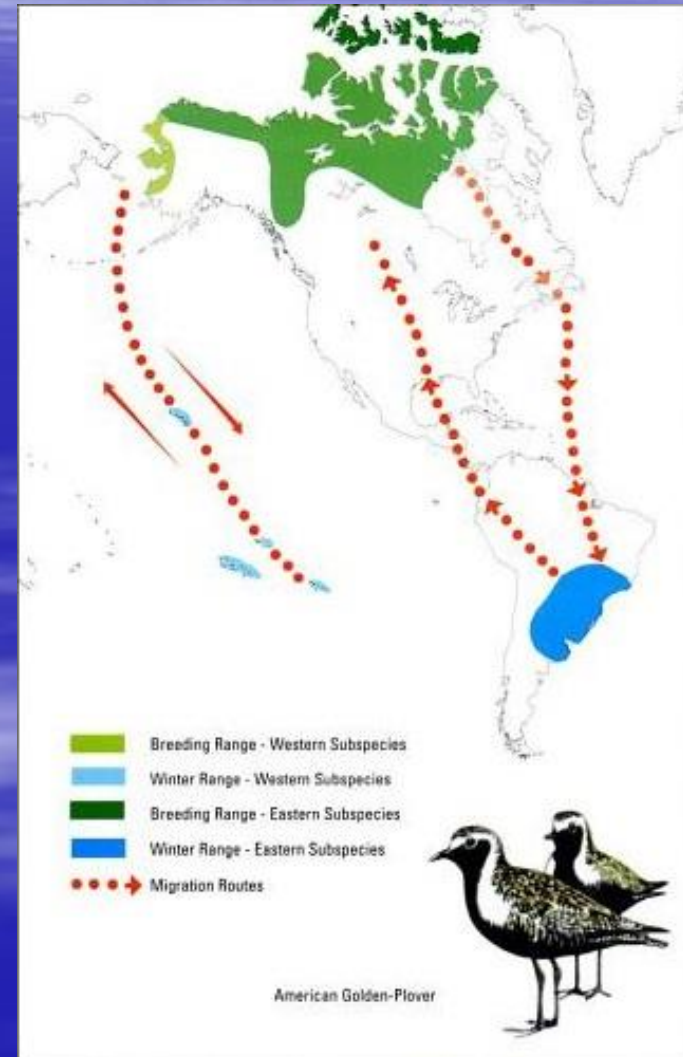 Breeding Range - Western Subspecies
Winter Range - Western Subspecies
Breeding Range - Eastern Subspecies
Winter Range - Eastern Subspecies
Migration Routes
American Golden-Plover